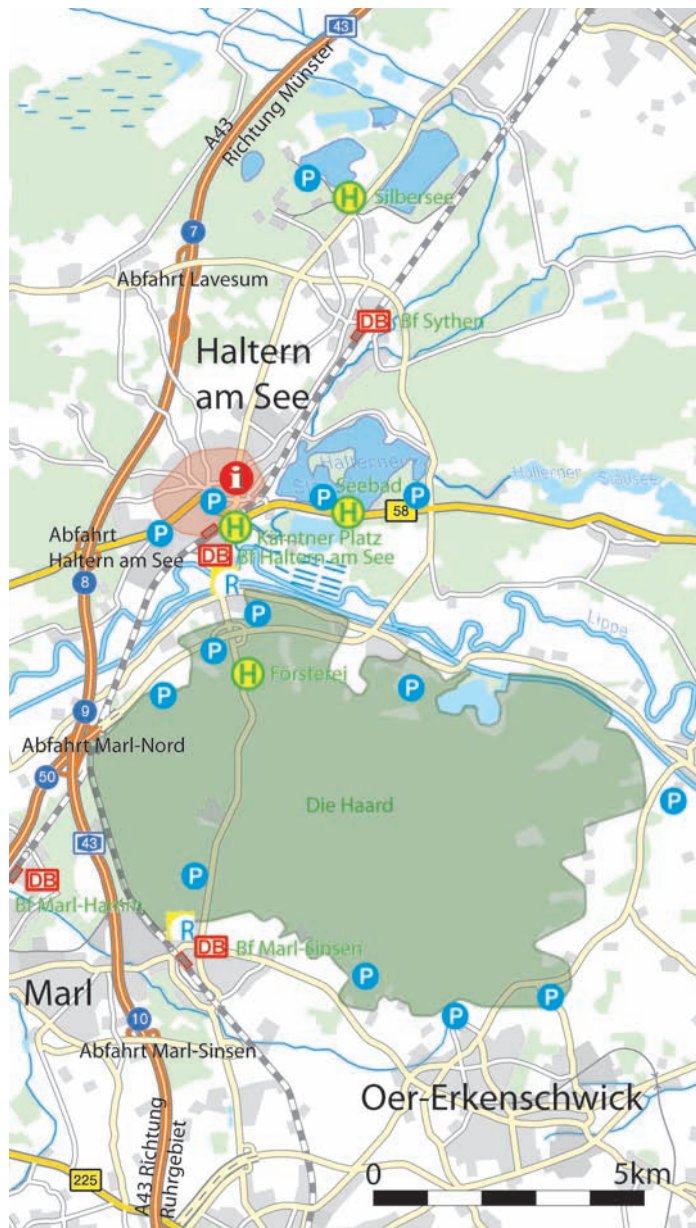 43
A43
Richtung Münster
P
H
Silbersee
7
Abfahrt Lavesum
DB Bf Sythen
Haltern
am See
i
Halterner
Stausee
P
P
Seebad
P
H
58
P
H
Kärntner Platz
Abfahrt
Haltern am See
DB
Bf Haltern am See
8
R
P
Lippe
P
H
Försterei
P
P
9
Abfahrt Marl-Nord
50
P
Die Haard
43
DB
P
R
DB Bf Marl-Sinsen
Marl
P
P
P
10
Abfahrt Marl-Sinsen
Oer-Erkenschwick
A43 Richtung
Ruhrgebiet
225
0
5km